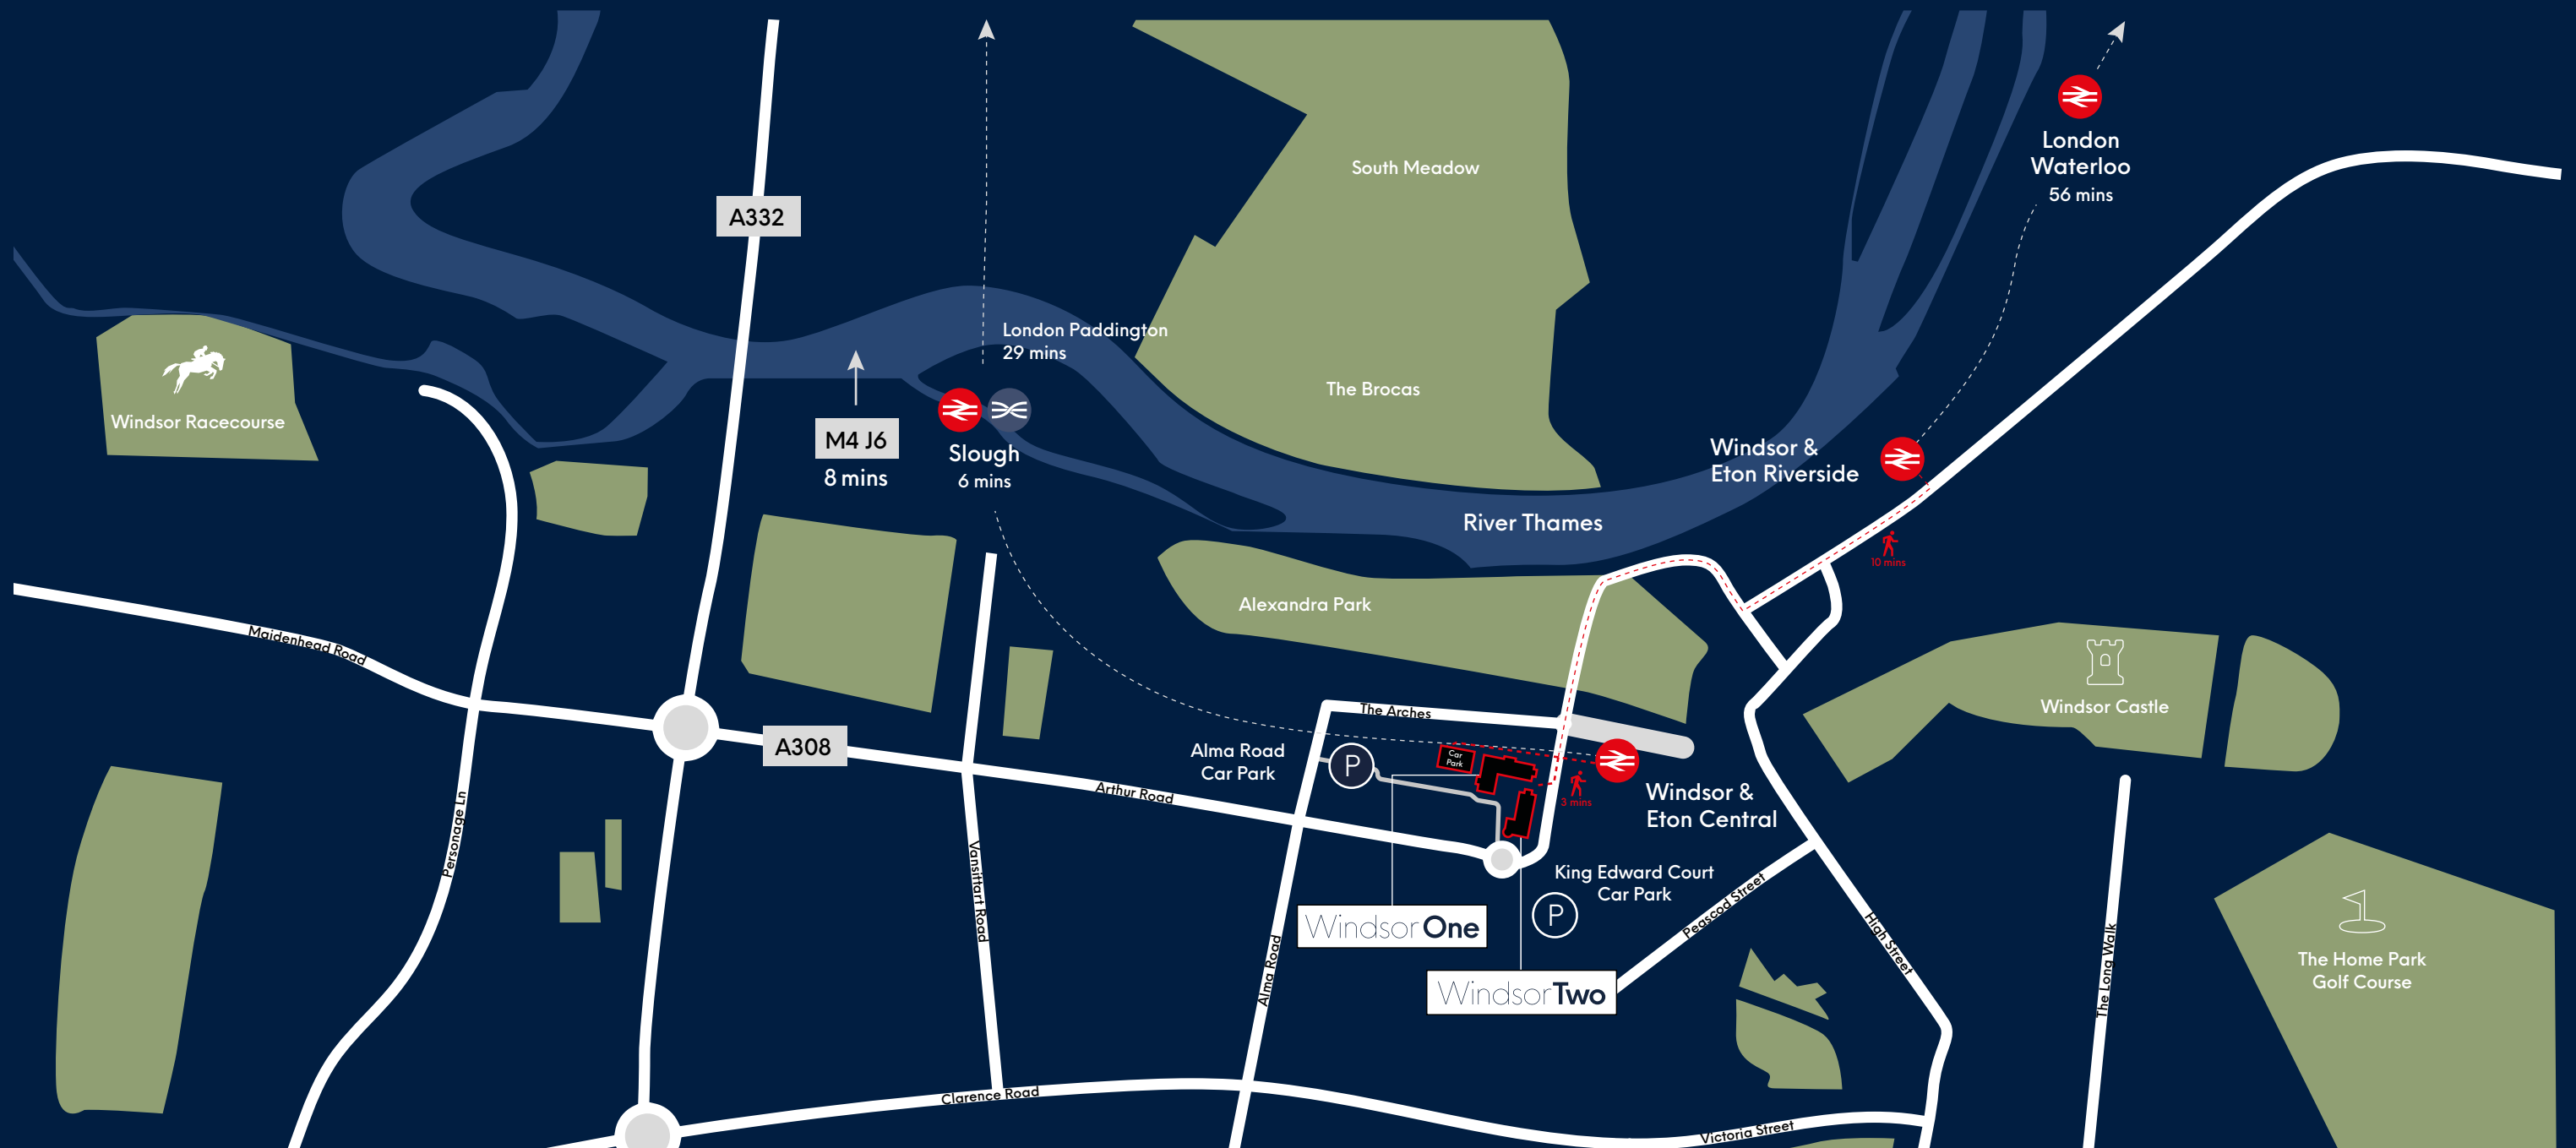 A332
South Meadow
London
Waterloo
56 mins
London Paddington
29 mins
The Brocas
Windsor Racecourse
M4 J6
8 mins
Slough
6 mins
Windsor &
Eton Riverside
River Thames
10 mins
Alexandra Park
Maidenhead Road
Windsor Castle
The Arches
A308
Alma Road
Car Park
P
Car
Park
Windsor &
Eton Central
3 mins
Arthur Road
Personage Ln
Vansittart Road
King Edward Court
Car Park
P
Peascod Street
High Street
Windsor One
Windsor Two
Alma Road
The Long Walk
The Home Park
Golf Course
Clarence Road
Victoria Street